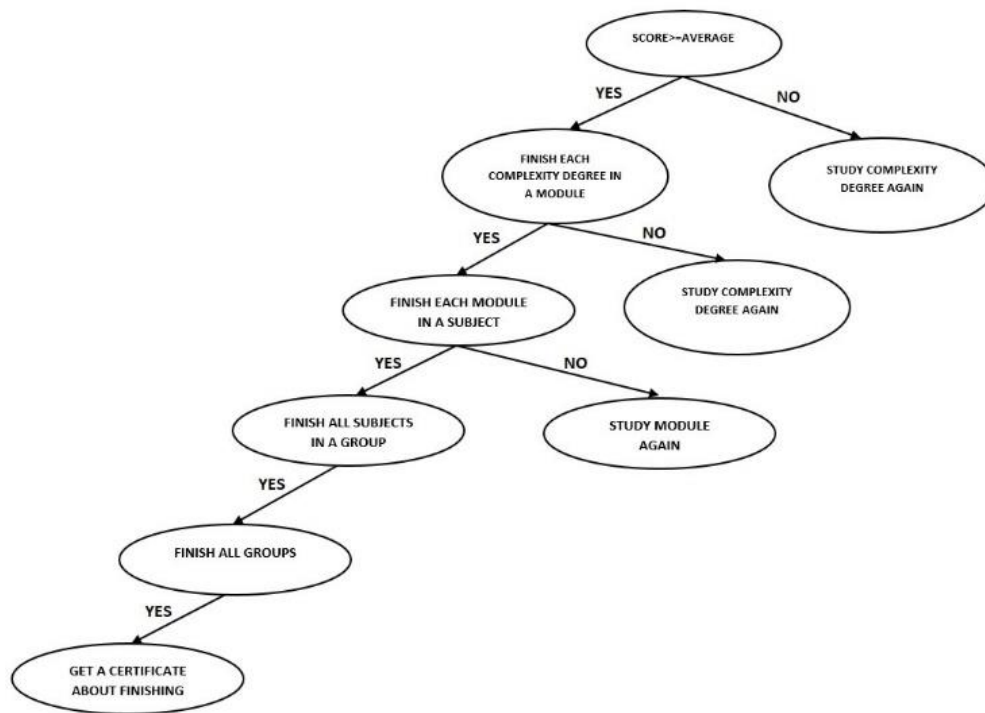 SCORE>=AVERAGE
YES
NO
FINISH EACH
COMPLEXITY DEGREE IN
A MODULE
STUDY COMPLEXITY
DEGREE AGAIN
YES
NO
FINISH EACH MODULE
IN A SUBJECT
STUDY COMPLEXITY
DEGREE AGAIN
YES
NO
FINISH ALL SUBJECTS
IN A GROUP
STUDY MODULE
AGAIN
YES
FINISH ALL GROUPS
YES
GET A CERTIFICATE
ABOUT FINISHING